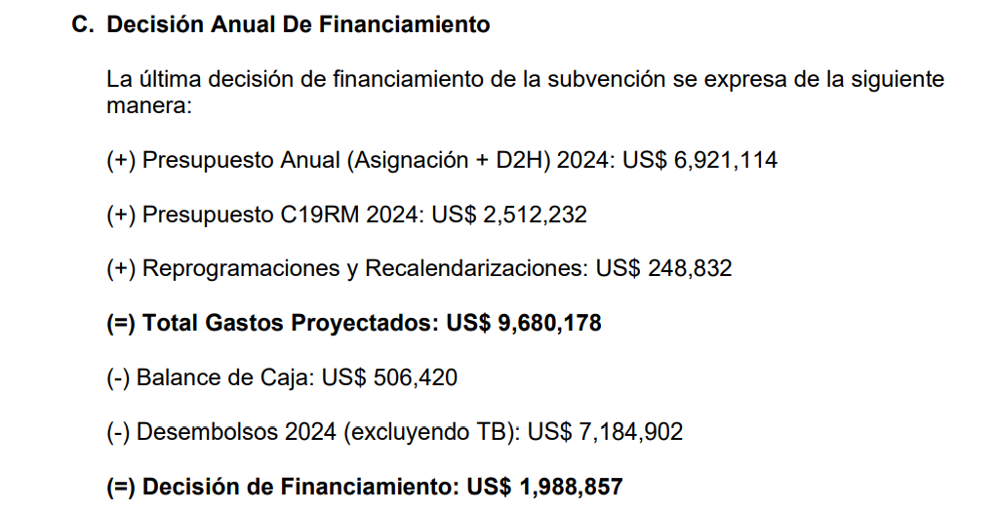 C. Decisión Anual De Financiamiento
La última decisión de financiamiento de la subvención se expresa de la siguiente
manera:
(+) Presupuesto Anual (Asignación + D2H) 2024: US$ 6,921,114
(+) Presupuesto C19RM 2024: US$ 2,512,232
(+) Reprogramaciones y Recalendarizaciones: US$ 248,832
(=) Total Gastos Proyectados: US$ 9,680,178
(-) Balance de Caja: US$ 506,420
(-) Desembolsos 2024 (excluyendo TB): US$ 7,184,902
(=) Decisión de Financiamiento: US$ 1,988,857